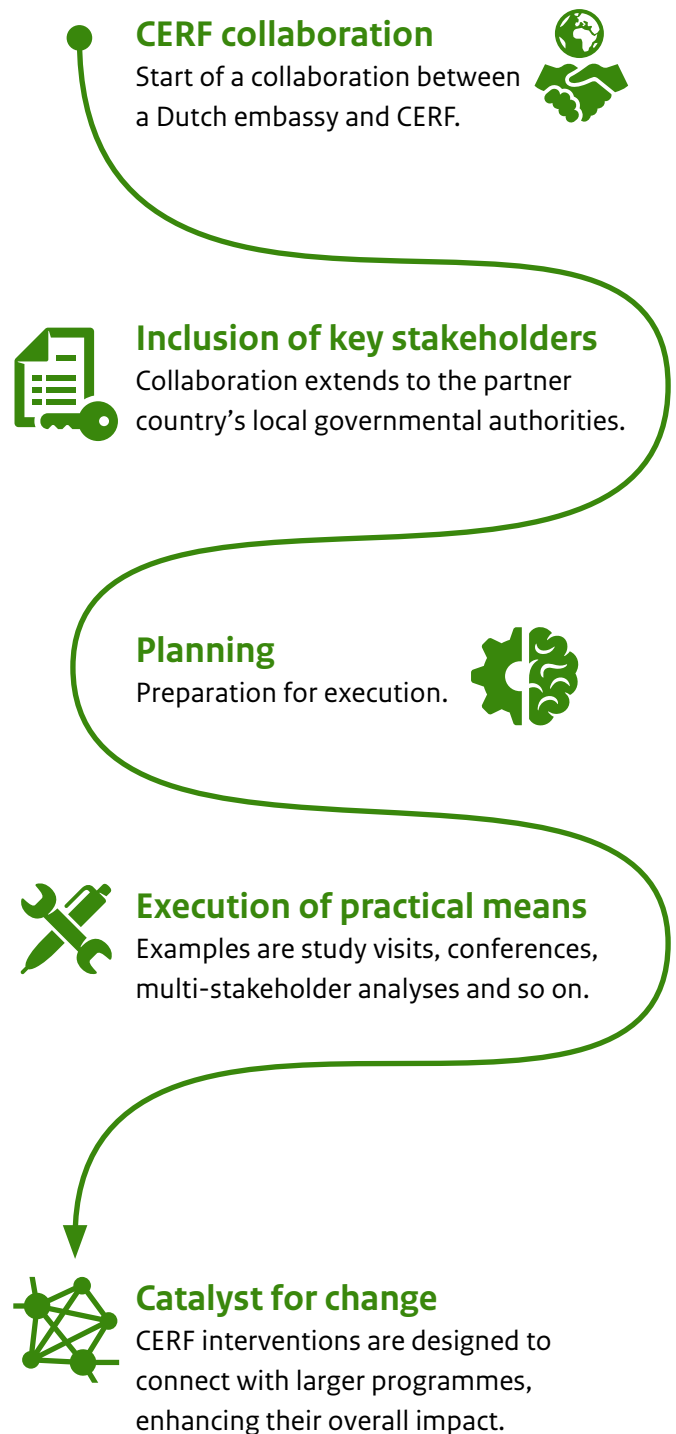 CERF collaboration
Start of a collaboration between
a Dutch embassy and CERF.
Inclusion of key stakeholders
Collaboration extends to the partner
country’s local governmental authorities.
Planning
Preparation for execution.
Execution of practical means
Examples are study visits, conferences,
multi-stakeholder analyses and so on.
Catalyst for change
CERF interventions are designed to
connect with larger programmes,
enhancing their overall impact.